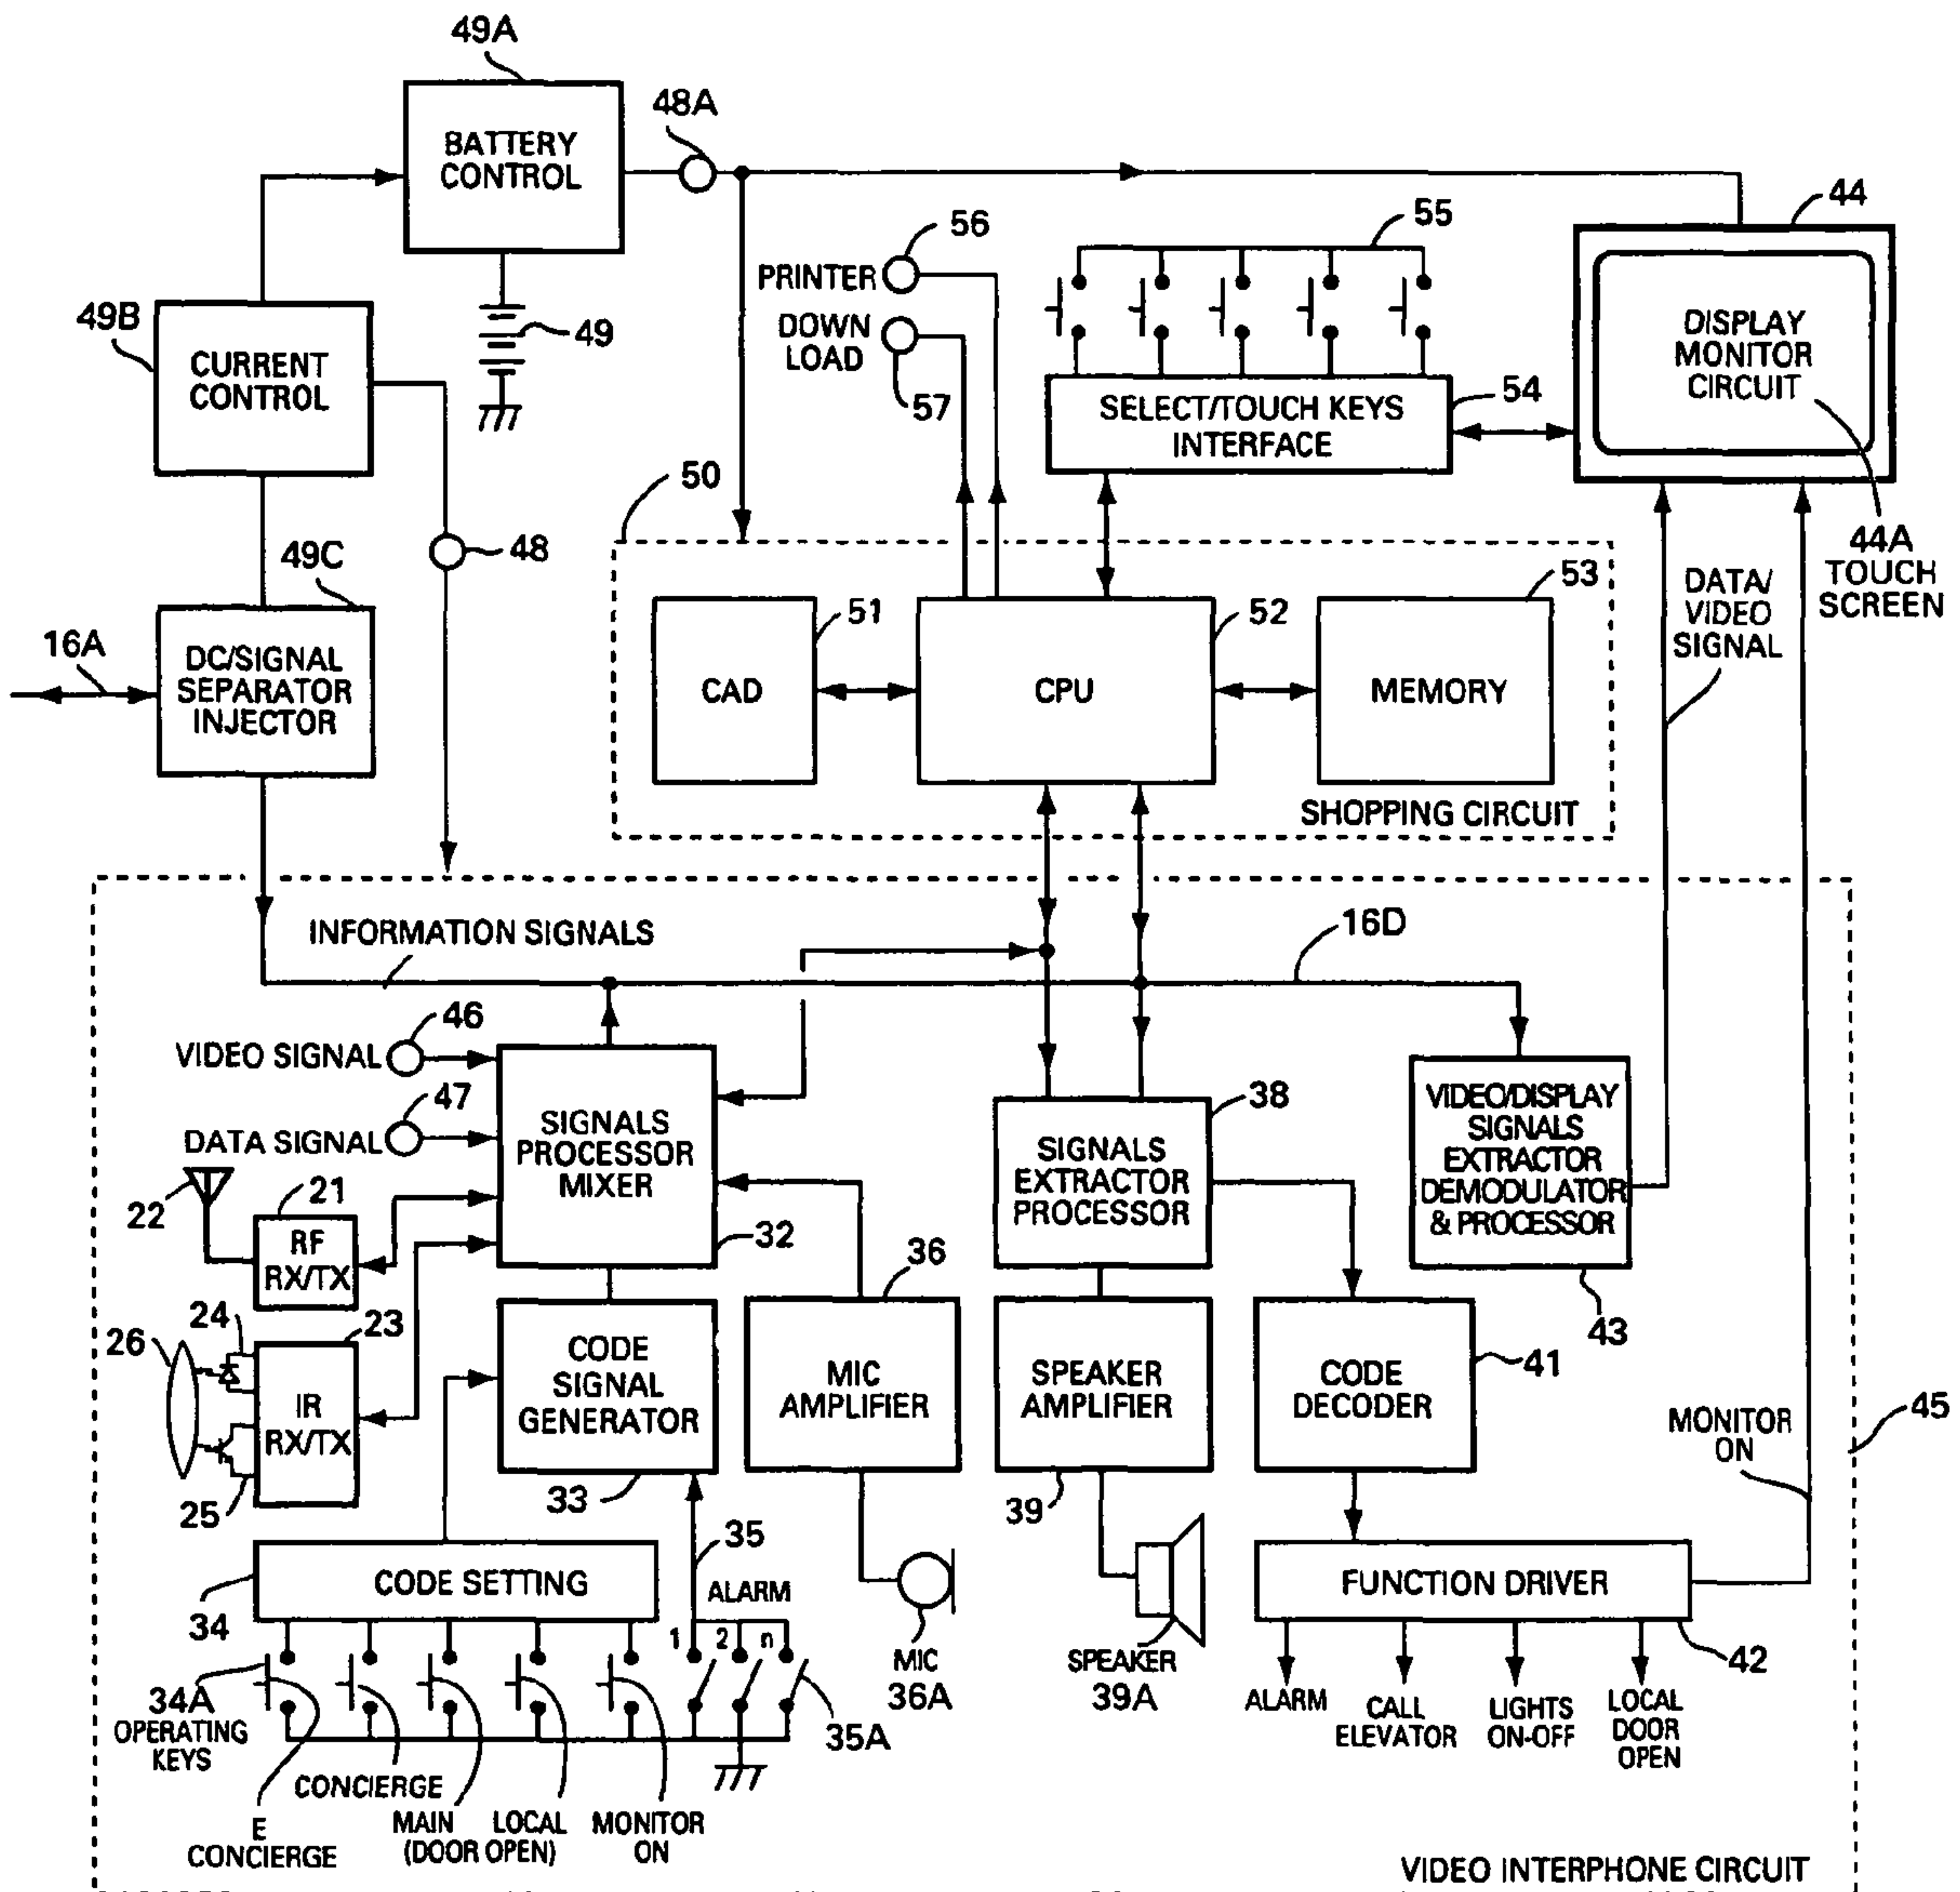 49A
BATTERY
CONTROL
48A
44
56
55
PRINTER
DOWN
LOAD
57
49B
CURRENT
CONTROL
49
SELECT/TOUCH KEYS
INTERFACE
54
DISPLAY
MONITOR
CIRCUIT
44A
TOUCH
SCREEN
50
48
49C
16A
DC/SIGNAL
SEPARATOR
INJECTOR
CAD
51
CPU
52
MEMORY
53
SHOPPING CIRCUIT
DATA/
VIDEO
SIGNAL
INFORMATION SIGNALS
16D
46
VIDEO SIGNAL
47
DATA SIGNAL
SIGNALS
PROCESSOR
MIXER
32
38
SIGNALS
EXTRACTOR
PROCESSOR
VIDEO/DISPLAY
SIGNALS
EXTRACTOR
DEMODULATOR
& PROCESSOR
43
22
21
RF
RX/TX
36
24
23
26
IR
RX/TX
25
CODE
SIGNAL
GENERATOR
33
MIC
AMPLIFIER
SPEAKER
AMPLIFIER
39
CODE
DECODER
41
MONITOR
ON
45
CODE SETTING
34
35
ALARM
1
2
n
35A
MIC
36A
SPEAKER
39A
FUNCTION DRIVER
42
34A
OPERATING
KEYS
E
CONCIERGE
CONCIERGE
MAIN LOCAL
(DOOR OPEN)
MONITOR
ON
ALARM
CALL
ELEVATOR
LIGHTS
ON-OFF
LOCAL
DOOR
OPEN
VIDEO INTERPHONE CIRCUIT